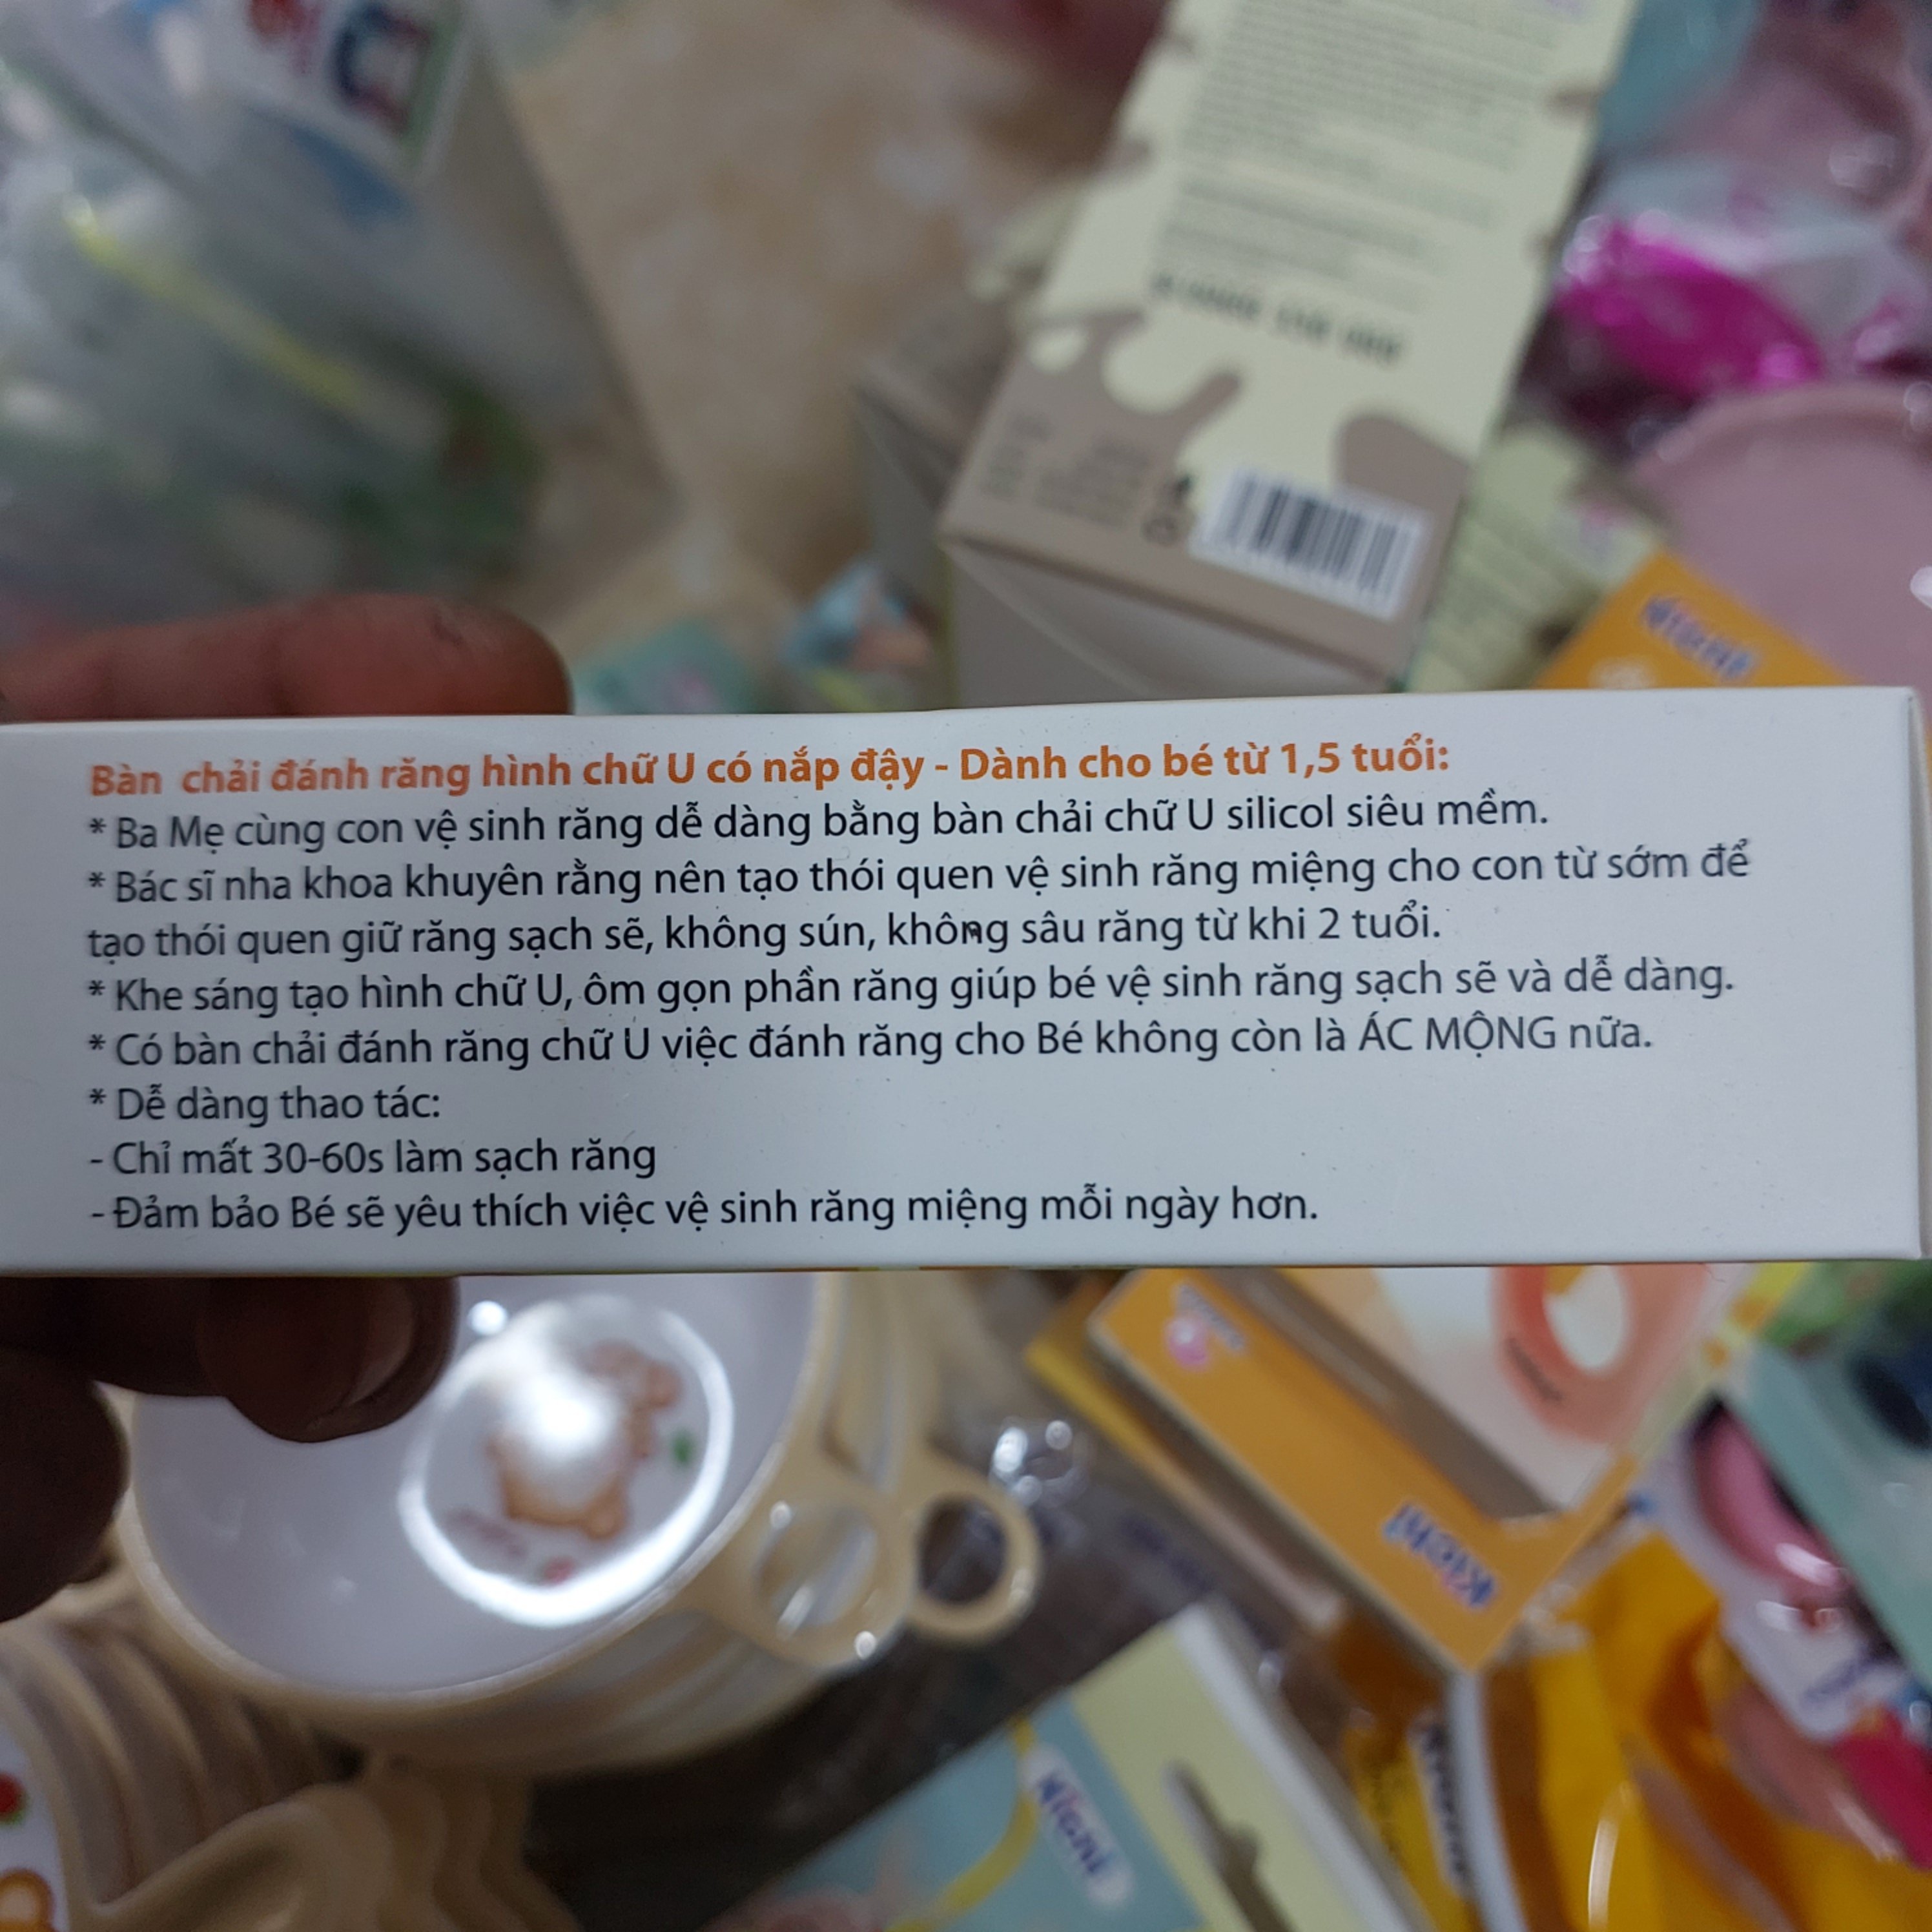 Bàn chải đánh răng hình chữ U có nắp đậy - Dành cho bé từ 1,5 tuổi:
* Ba Mẹ cùng con vệ sinh răng dễ dàng bằng bàn chải chữ U silicol siêu mềm.
* Bác sĩ nha khoa khuyên rằng nên tạo thói quen vệ sinh răng miệng cho con từ sớm để
tạo thói quen giữ răng sạch sẽ, không sún, không sâu răng từ khi 2 tuổi.
* Khe sáng tạo hình chữ U, ôm gọn phần răng giúp bé vệ sinh răng sạch sẽ và dễ dàng.
* Có bàn chải đánh răng chữ U việc đánh răng cho Bé không còn là ÁC MỘNG nữa.
* Dễ dàng thao tác:
- Chỉ mất 30-60s làm sạch răng
- Đảm bảo Bé sẽ yêu thích việc vệ sinh răng miệng mỗi ngày hơn.
Kichi